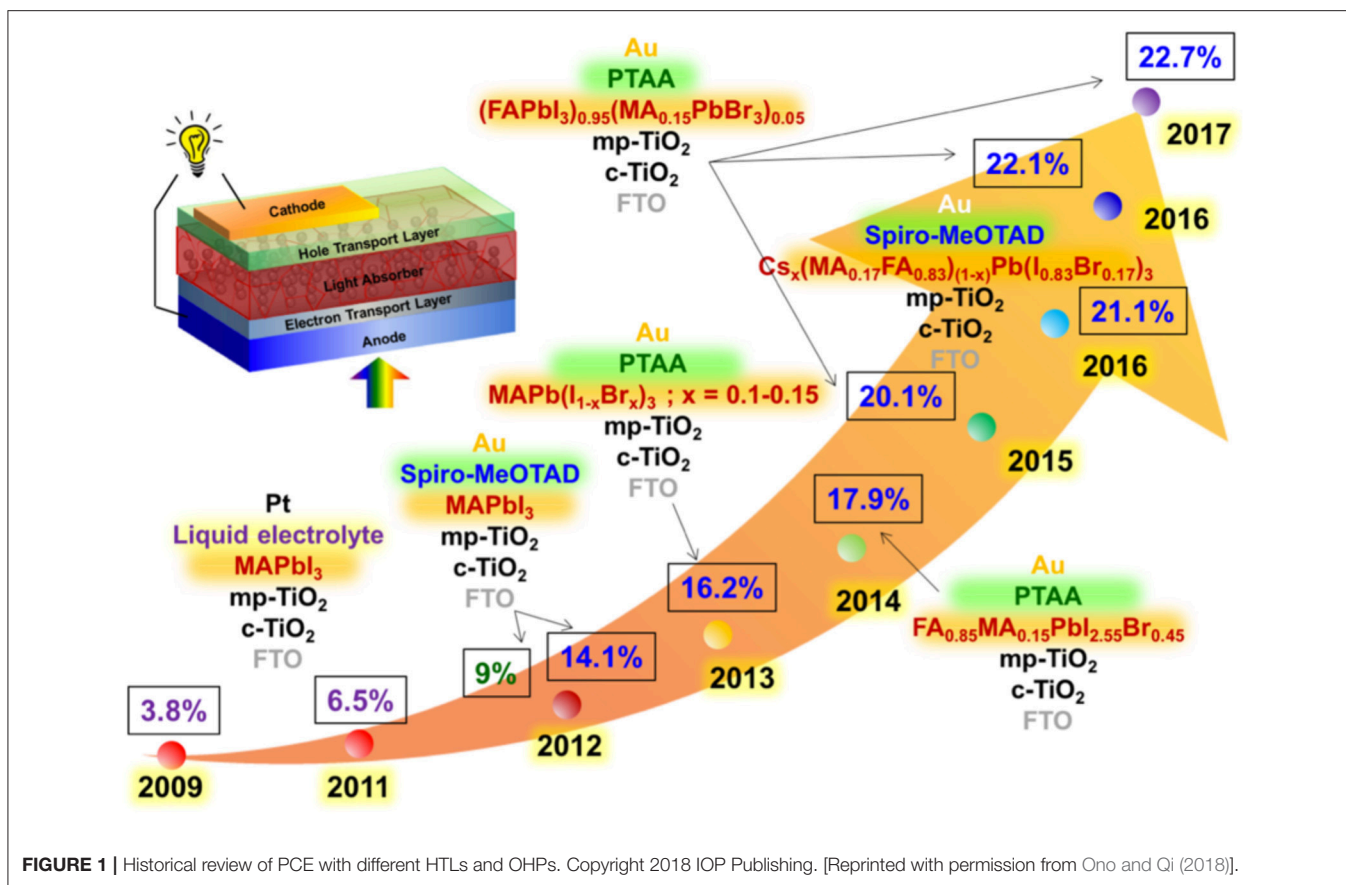 Au
PTAA
(FAPbI₃)₀.₉₅(MA₀.₁₅PbBr₃)₀.₀₅
mp-TiO₂
c-TiO₂
FTO
22.7%
2017
22.1%
2016
Cathode
Hole Transport Layer
Light Absorber
Electron Transport Layer
Anode
Au
Spiro-MeOTAD
Csₓ(MA₀.₁₇FA₀.₈₃)₍₁₋ₓ₎Pb(I₀.₈₃Br₀.₁₇)₃
mp-TiO₂
c-TiO₂
FTO
21.1%
2016
Au
PTAA
MAPb(I₁₋ₓBrₓ)₃ ; x = 0.1-0.15
mp-TiO₂
c-TiO₂
FTO
20.1%
2015
Au
Spiro-MeOTAD
MAPbI₃
mp-TiO₂
c-TiO₂
FTO
17.9%
2014
Pt
Liquid electrolyte
MAPbI₃
mp-TiO₂
c-TiO₂
FTO
16.2%
2013
Au
PTAA
FA₀.₈₅MA₀.₁₅PbI₂.₅₅Br₀.₄₅
mp-TiO₂
c-TiO₂
FTO
9%
14.1%
2012
3.8%
2009
6.5%
2011
FIGURE 1 | Historical review of PCE with different HTLs and OHPs. Copyright 2018 IOP Publishing. [Reprinted with permission from Ono and Qi (2018)].